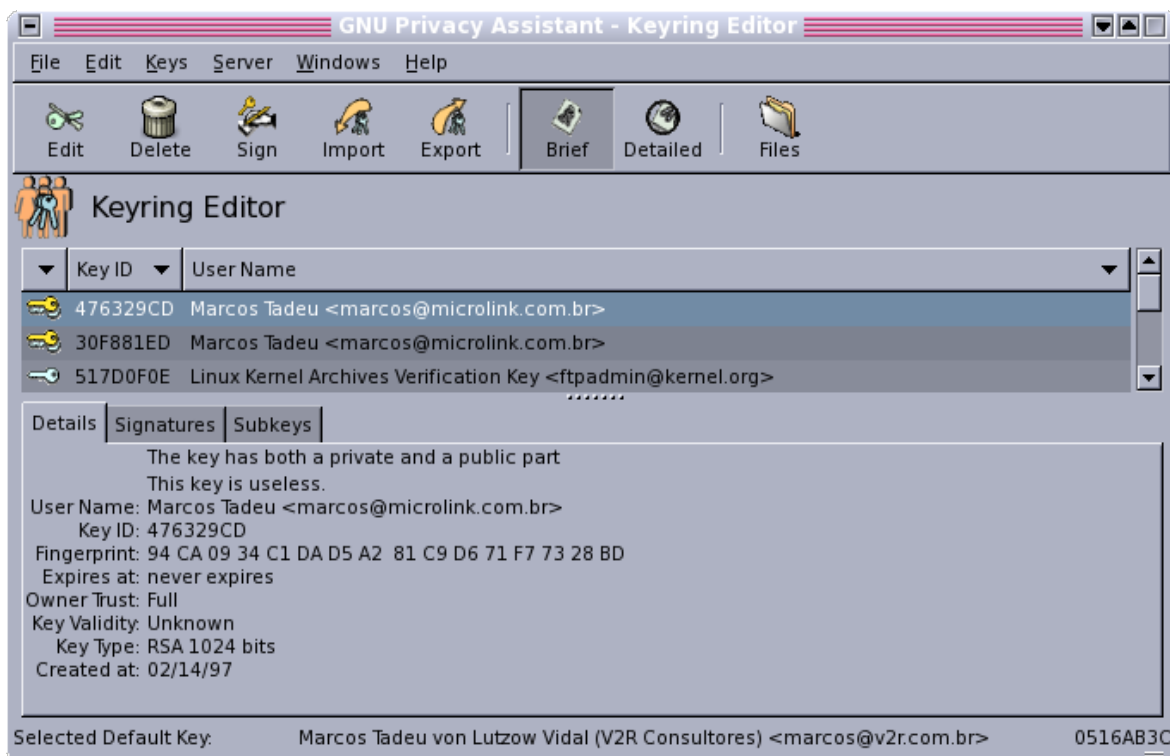 GNU Privacy Assistant - Keyring Editor
File Edit Keys Server Windows Help
Edit Delete Sign Import Export Brief Detailed Files
Keyring Editor
Key ID User Name
476329CD Marcos Tadeu <marcos@microlink.com.br>
30F881ED Marcos Tadeu <marcos@microlink.com.br>
517D0F0E Linux Kernel Archives Verification Key <ftpadmin@kernel.org>
Details Signatures Subkeys
The key has both a private and a public part
This key is useless.
User Name: Marcos Tadeu <marcos@microlink.com.br>
Key ID: 476329CD
Fingerprint: 94 CA 09 34 C1 DA D5 A2  81 C9 D6 71 F7 73 28 BD
Expires at: never expires
Owner Trust: Full
Key Validity: Unknown
Key Type: RSA 1024 bits
Created at: 02/14/97
Selected Default Key: Marcos Tadeu von Lutzow Vidal (V2R Consultores) <marcos@v2r.com.br> 0516AB3C